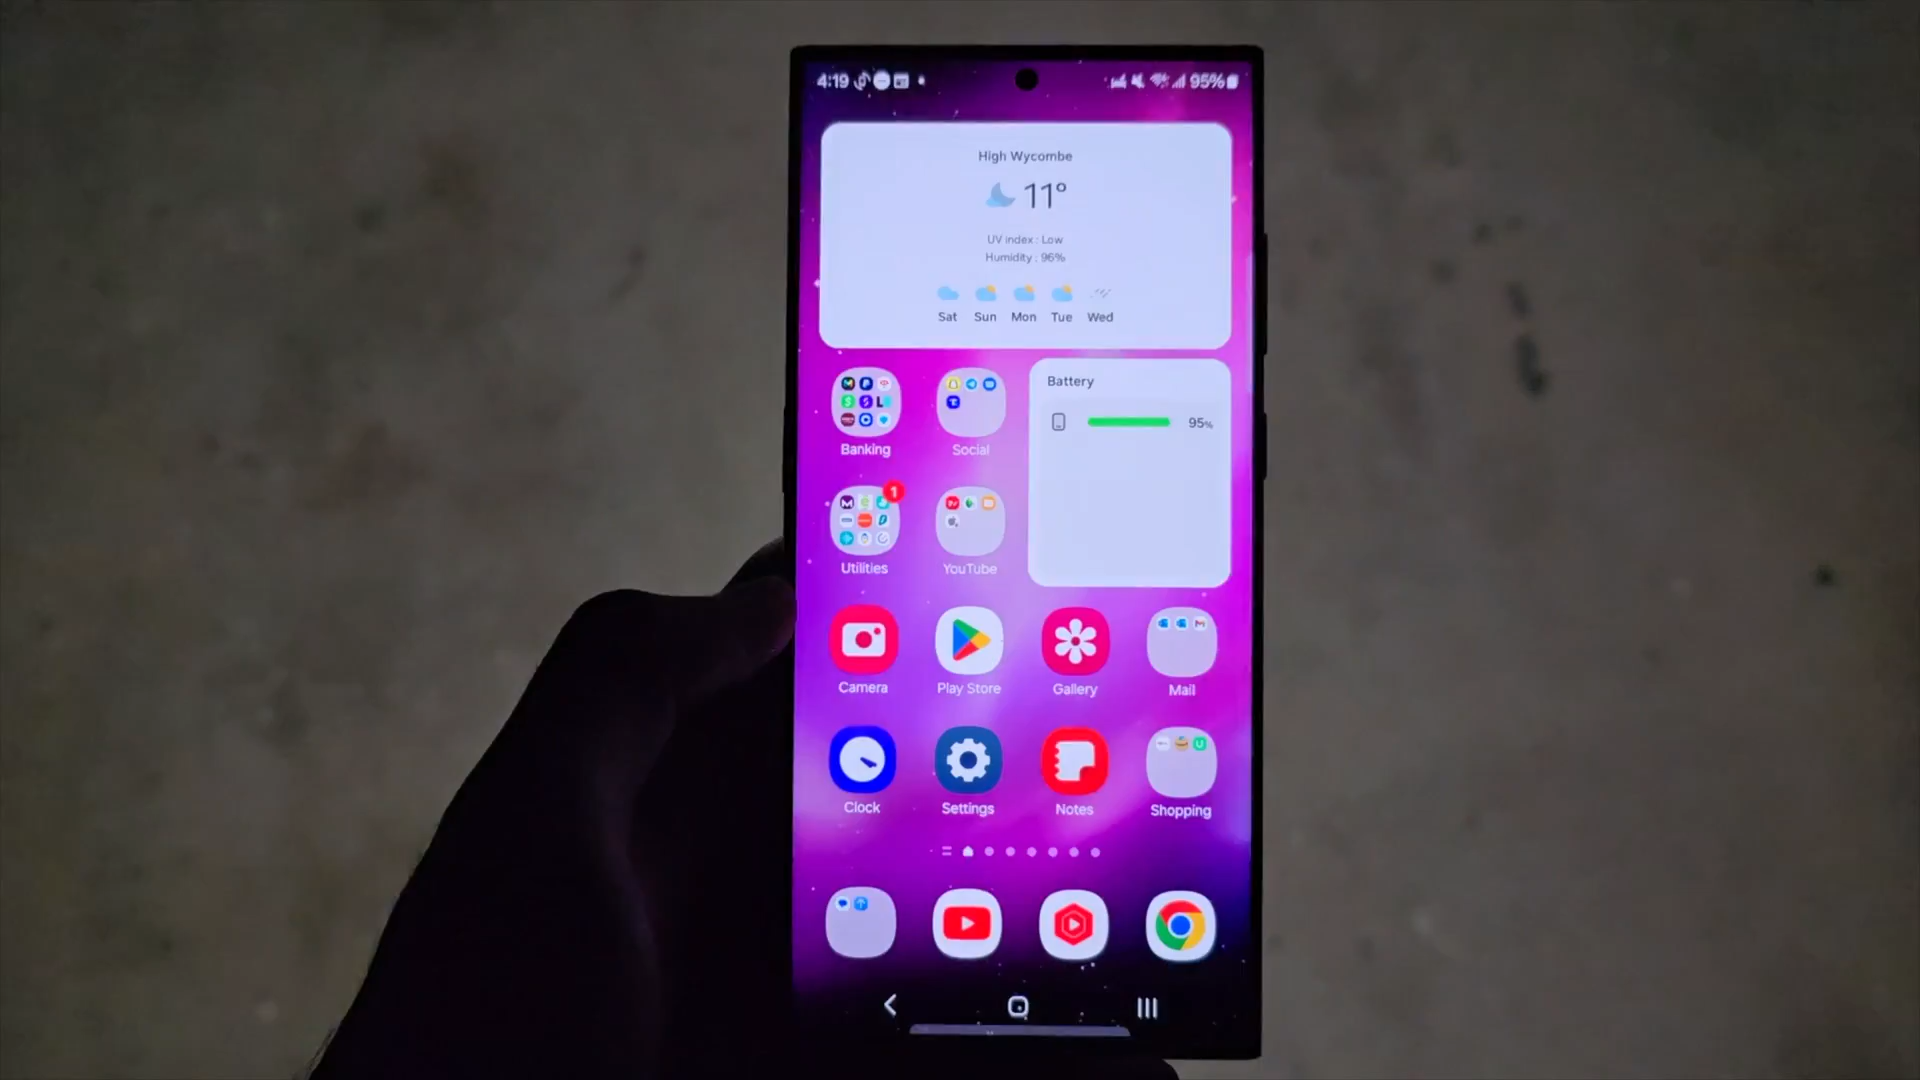 4:19
95%
High Wycombe
11°
UV index : Low
Humidity : 96%
Sat Sun Mon Tue Wed
Battery
95%
Banking Social
1
Utilities YouTube
Camera Play Store Gallery Mail
Clock Settings Notes Shopping